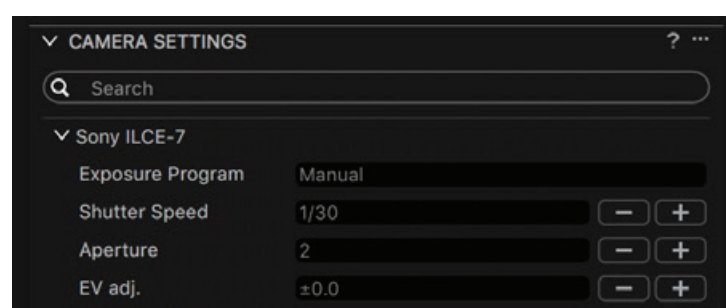 CAMERA SETTINGS ? ...
Search
Sony ILCE-7
Exposure Program Manual
Shutter Speed 1/30 − +
Aperture 2 − +
EV adj. ±0.0 − +